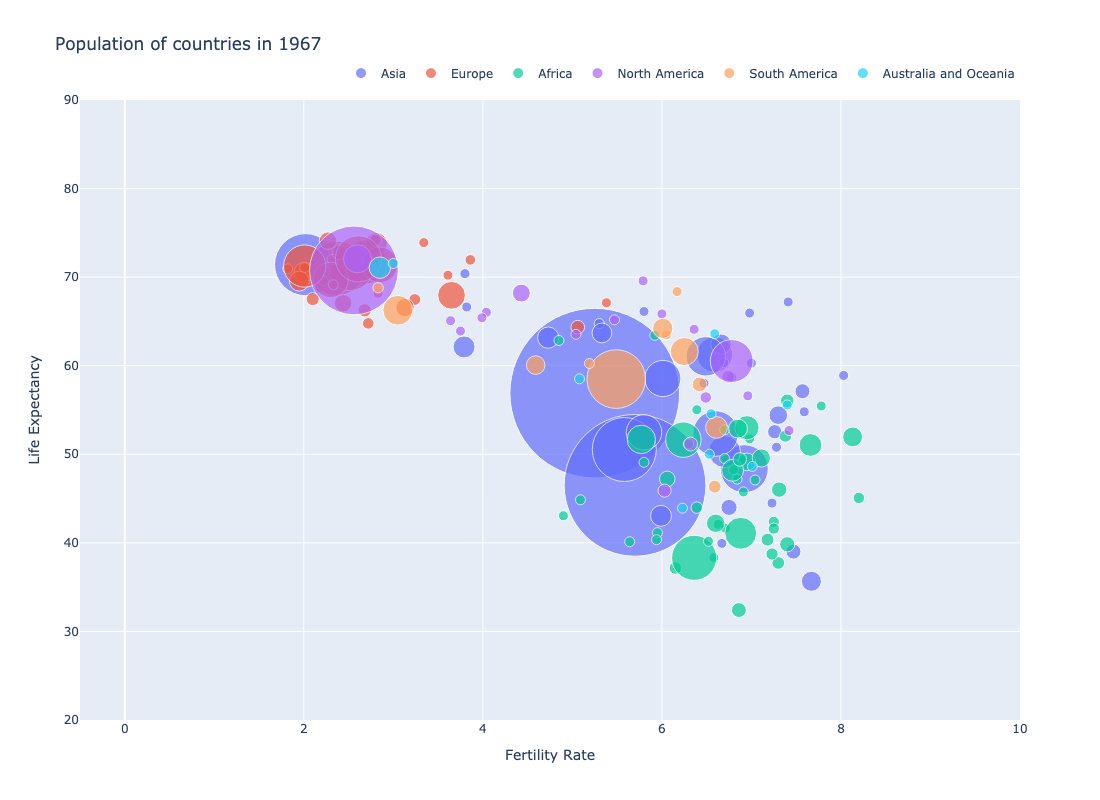 Population of countries in 1967
Asia Europe Africa North America South America Australia and Oceania
90
80
70
60
50
40
30
20
Life Expectancy
0 2 4 6 8 10
Fertility Rate